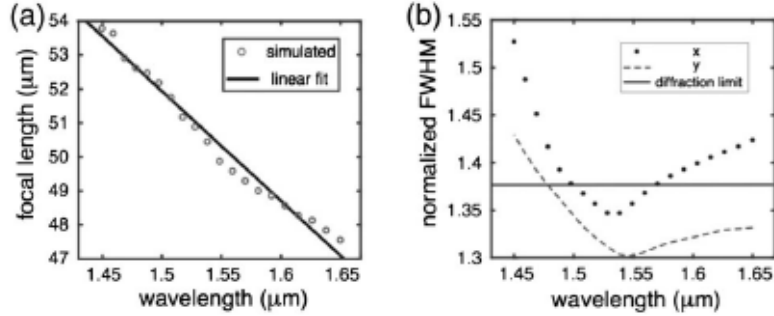 (a)
54
53
52
51
50
49
48
47
focal length (μm)
simulated
linear fit
1.45
1.5
1.55
1.6
1.65
wavelength (μm)
(b)
1.55
1.5
1.45
1.4
1.35
1.3
normalized FWHM
x
y
diffraction limit
1.45
1.5
1.55
1.6
1.65
wavelength (μm)